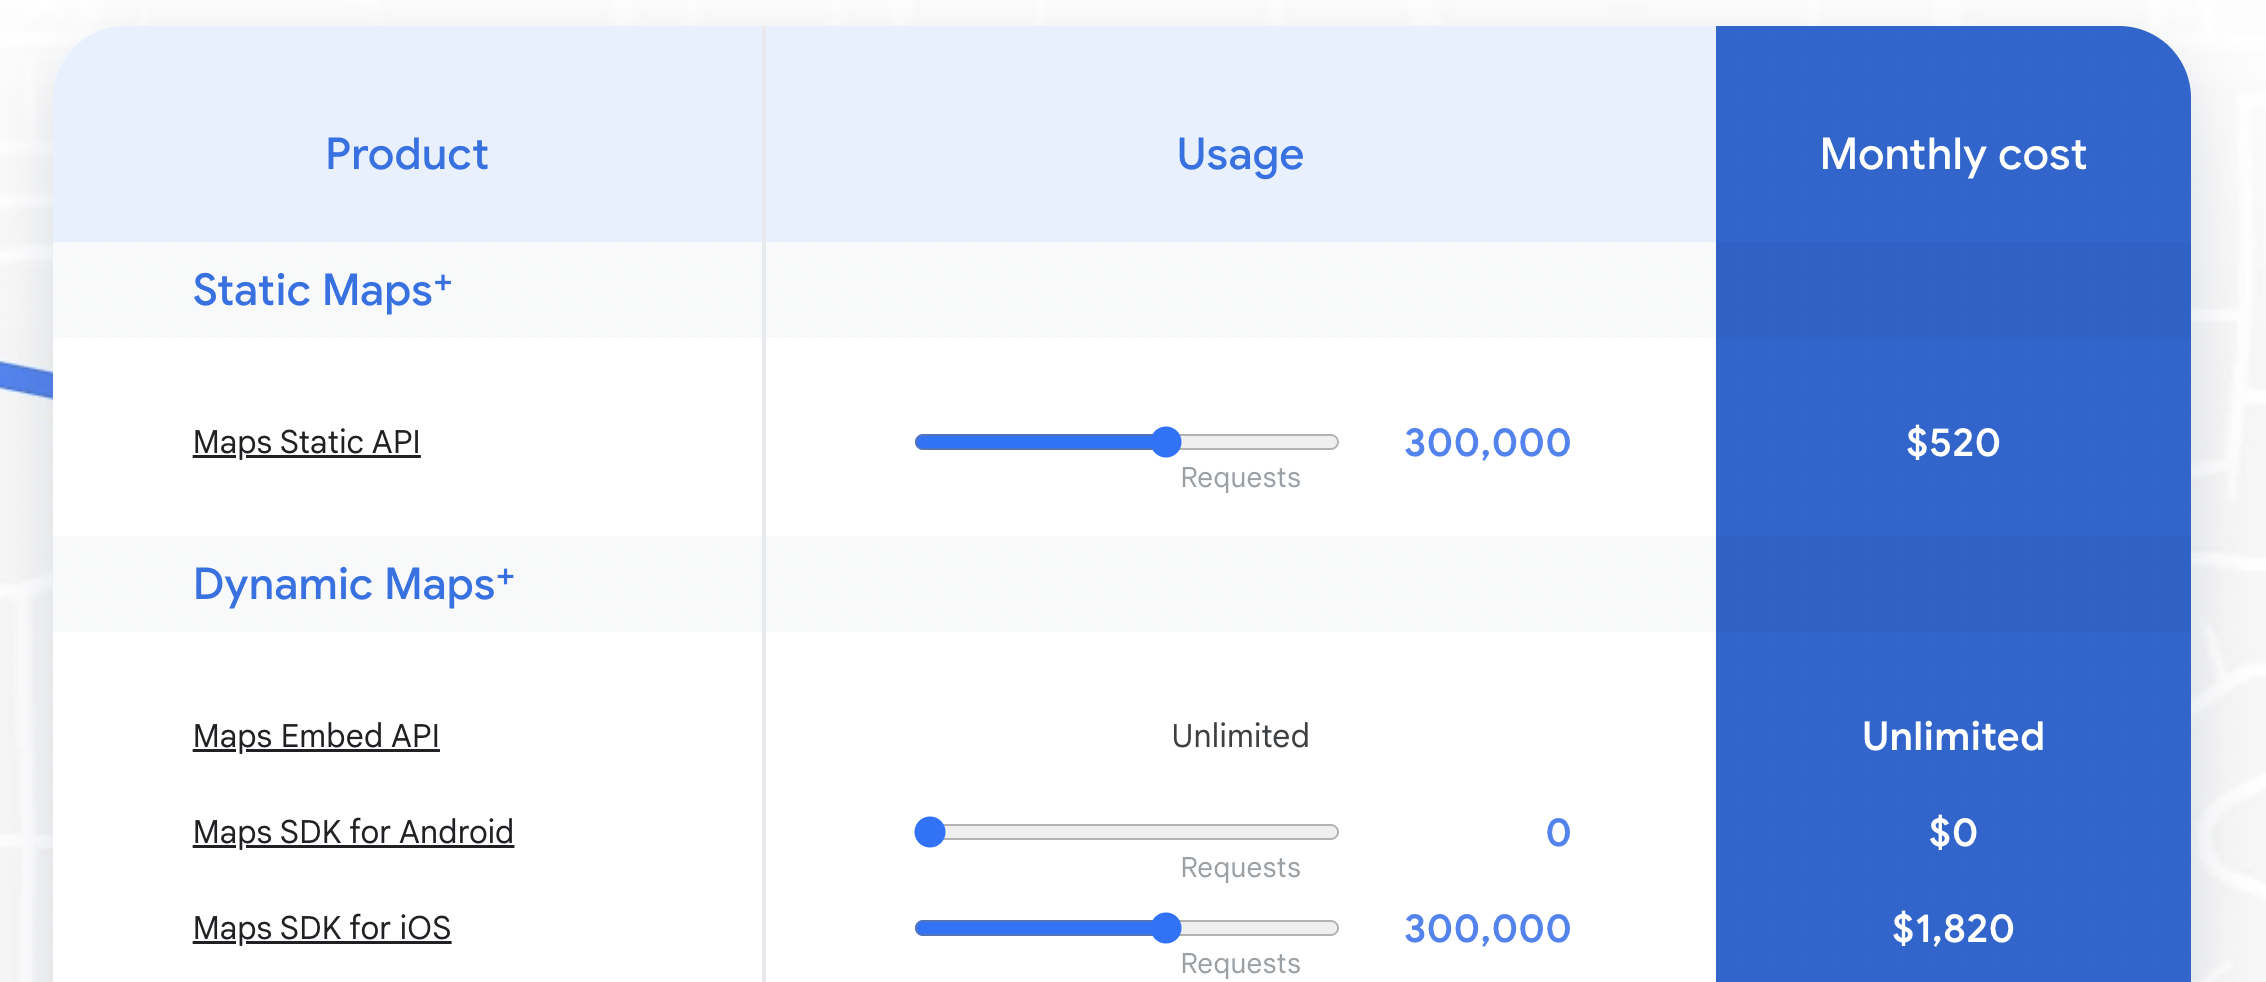 Product Usage Monthly cost
Static Maps+
Maps Static API 300,000 $520
Requests
Dynamic Maps+
Maps Embed API Unlimited Unlimited
Maps SDK for Android 0 $0
Requests
Maps SDK for iOS 300,000 $1,820
Requests